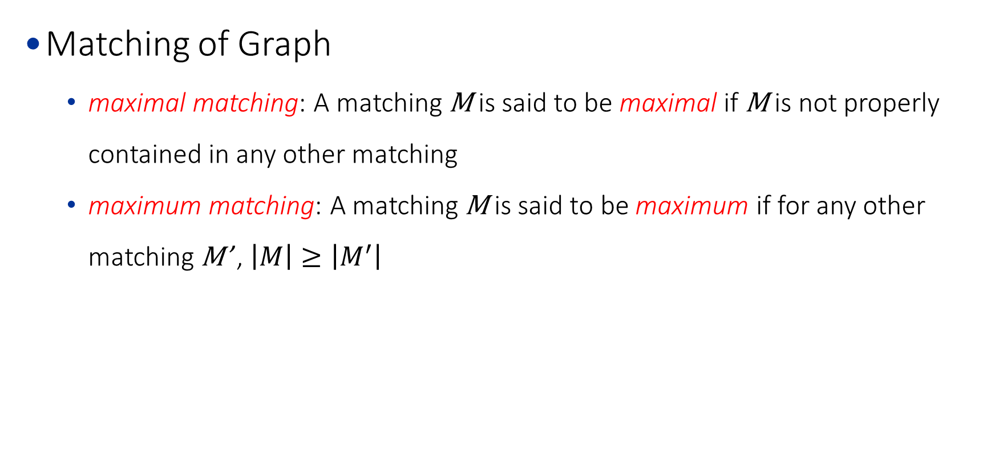 •Matching of Graph
• maximal matching: A matching M is said to be maximal if M is not properly
contained in any other matching
• maximum matching: A matching M is said to be maximum if for any other
matching M’, |M| ≥ |M′|